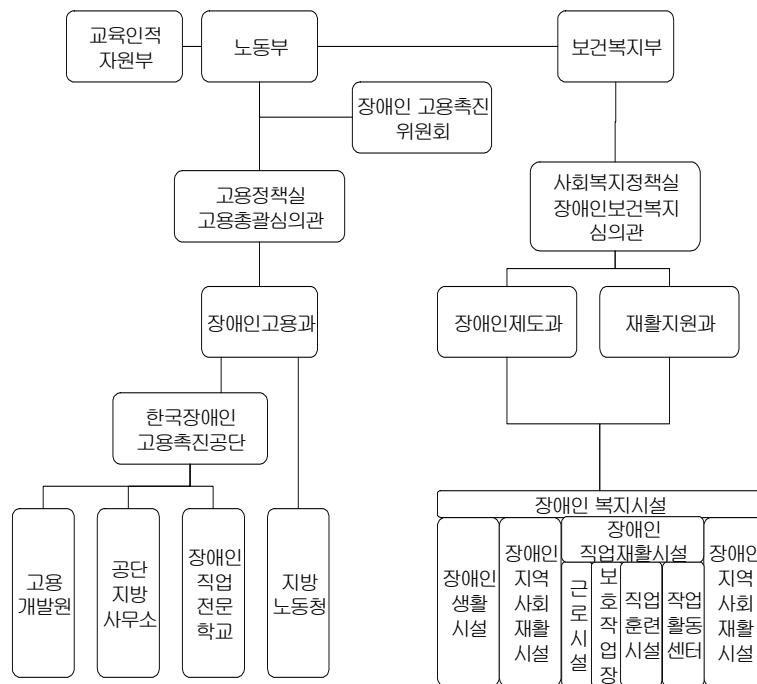 교육인적
자원부
노동부
보건복지부
장애인 고용촉진
위원회
고용정책실
고용총괄심의관
사회복지정책실
장애인보건복지
심의관
장애인고용과
장애인제도과
재활지원과
한국장애인
고용촉진공단
고용
개발원
공단
지방
사무소
장애인
직업
전문
학교
지방
노동청
장애인 복지시설
장애인
생활
시설
장애인
지역
사회
재활
시설
장애인
직업재활시설
근
로
시
설
보
호
작
업
장
직업
훈련
시설
작업
활동
센터
장애인
지역
사회
재활
시설